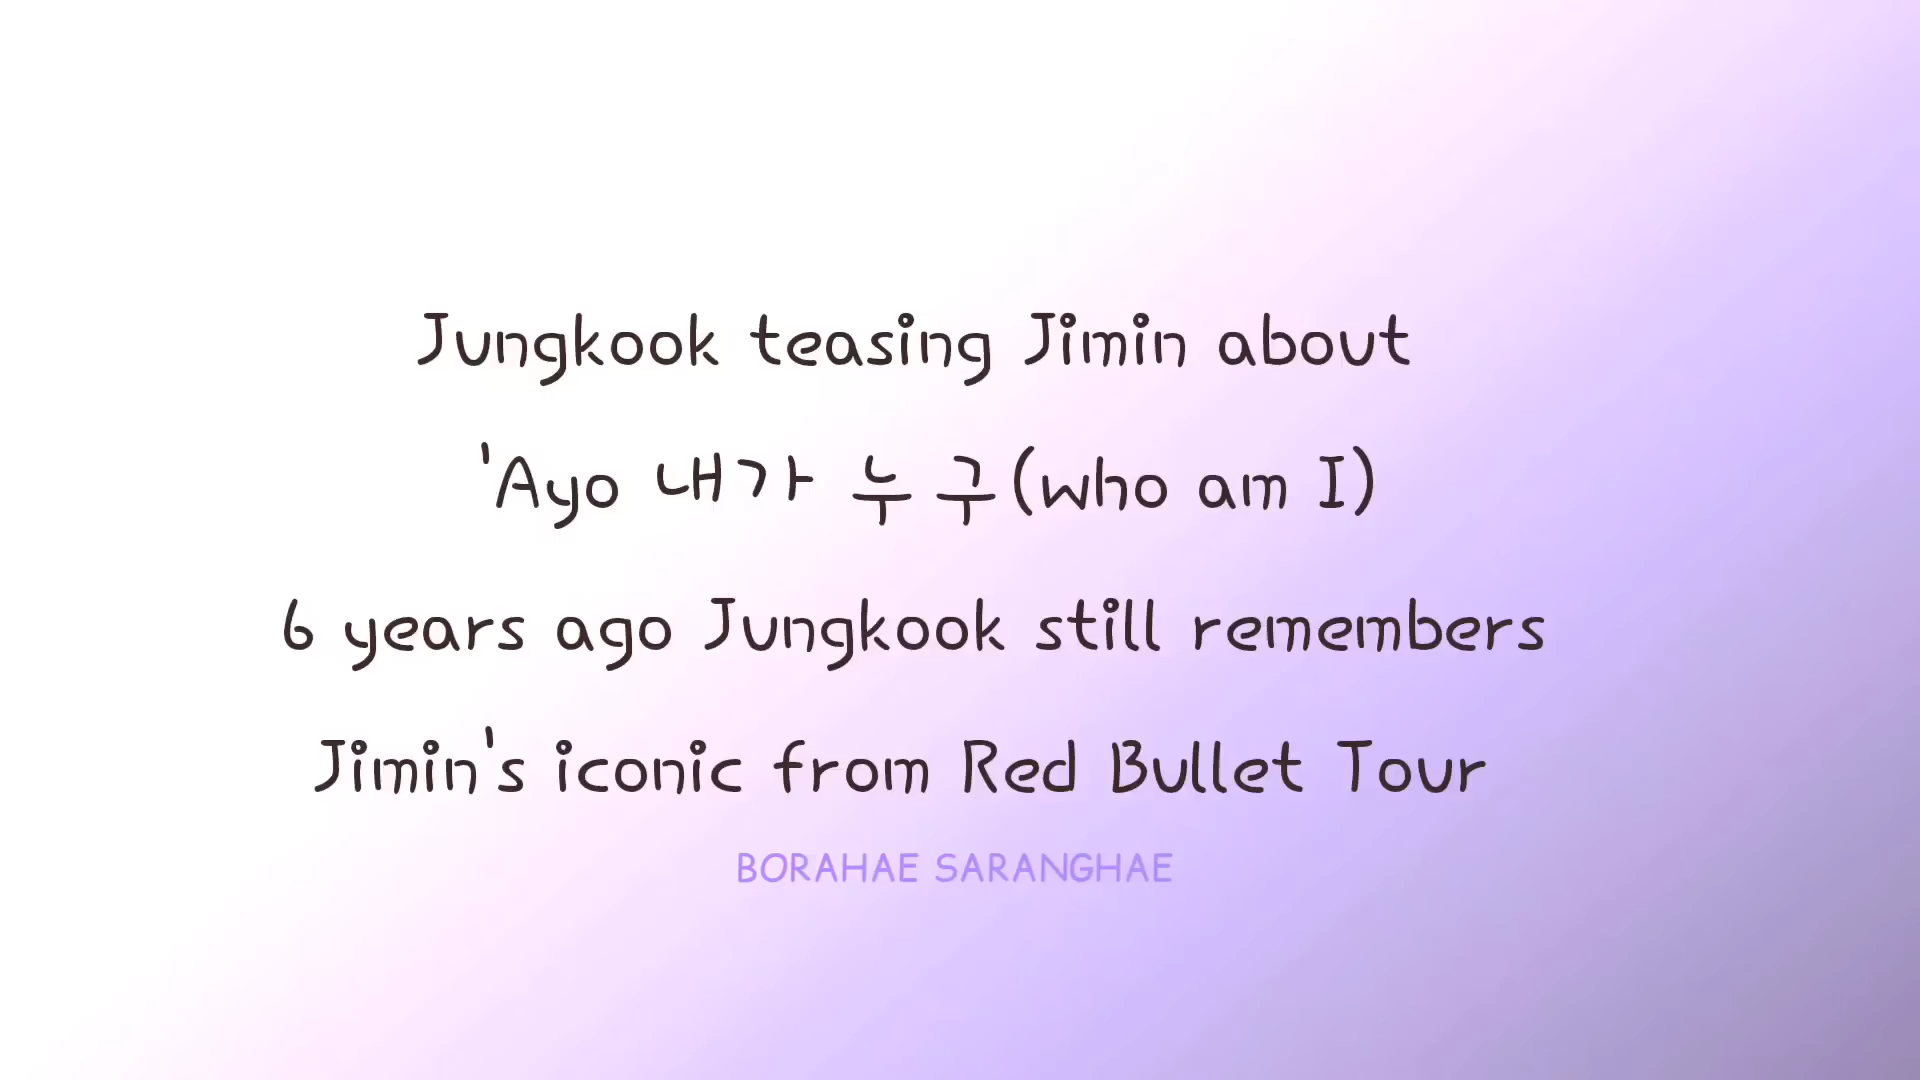 Jungkook teasing Jimin about
'Ayo 내가 누구(who am I)
6 years ago Jungkook still remembers
Jimin's iconic from Red Bullet Tour
BORAHAE SARANGHAE